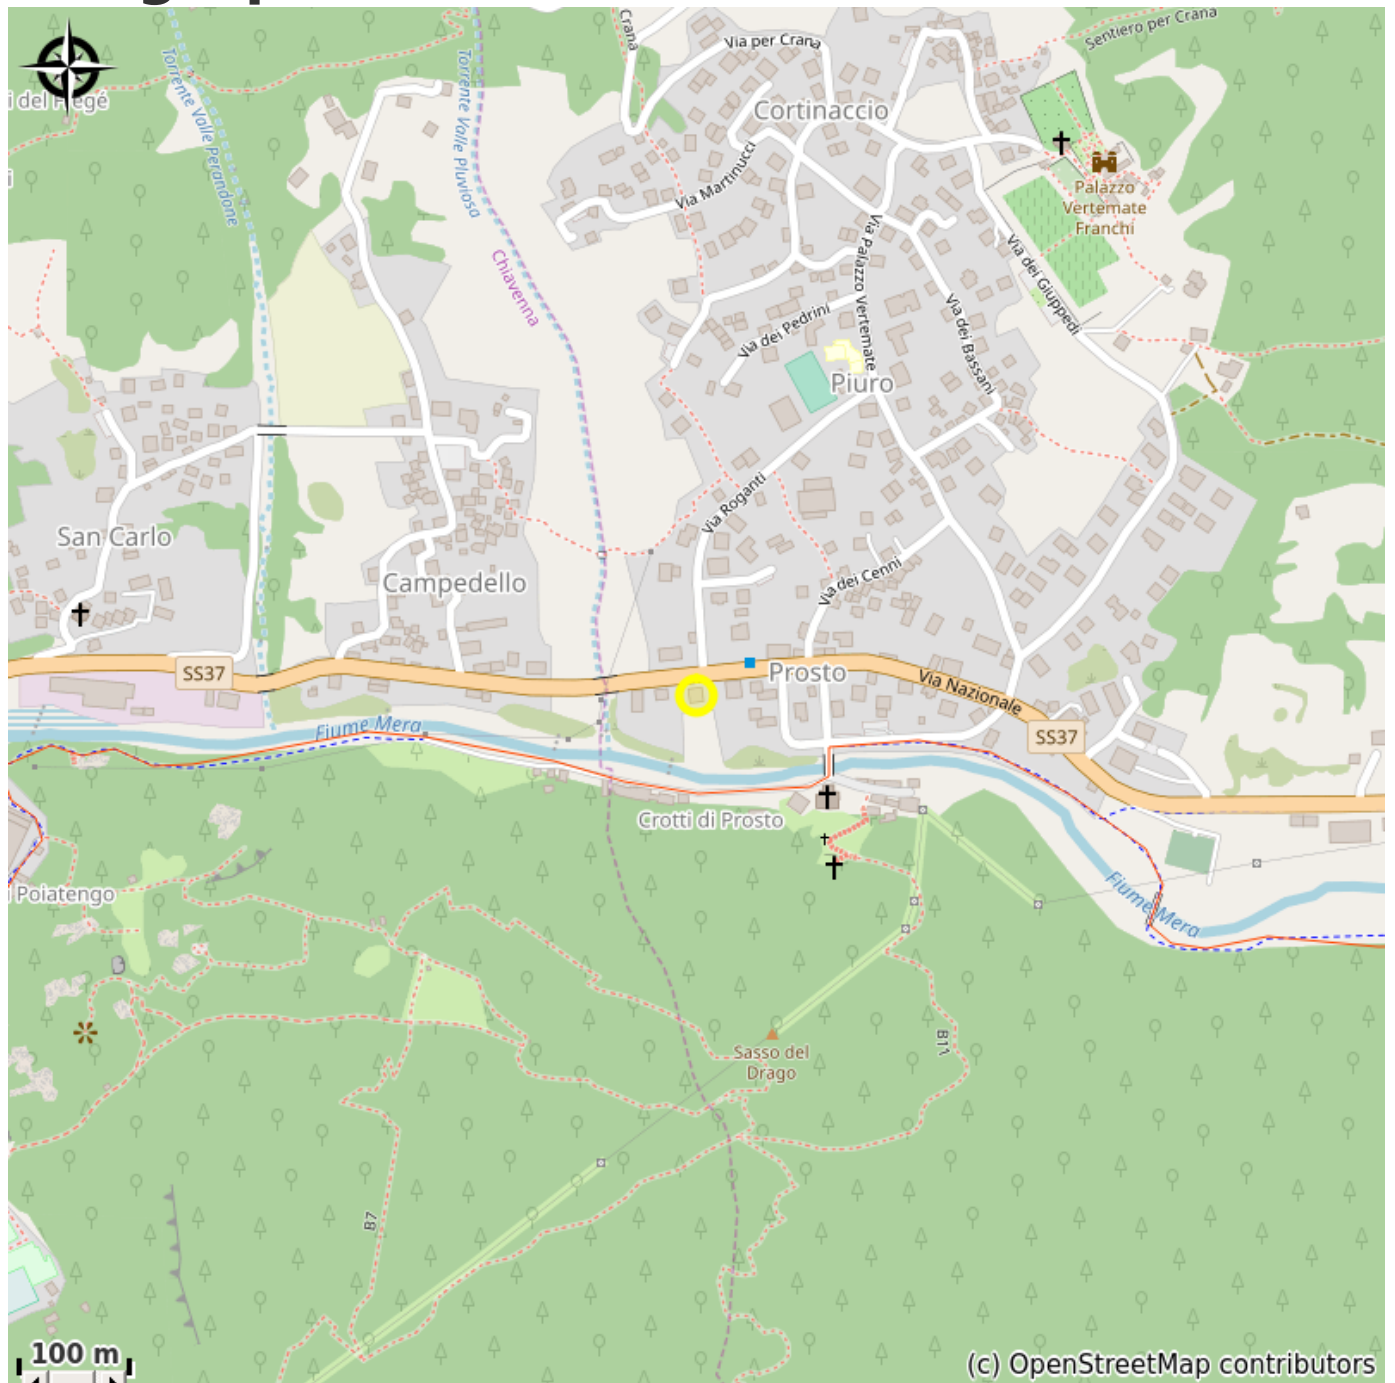 Crana
Via per Crana
Sentiero per Crana
Torrente Valle Perandone
Torrente Valle Pluviosa
Cortinaccio
Via Martinucci
Palazzo
Vertemate
Franchi
Chiavenna
Via Palazzo Vertemate
Via dei Giuppedi
Via dei Pedrini
Via dei Bassani
Piuro
Via Roganti
San Carlo
Campedello
Via dei Cenni
SS37
Prosto
Via Nazionale
SS37
Fiume Mera
Crotti di Prosto
i Poiatengo
Fiume Mera
Sasso del
Drago
B11
B7
100 m
(c) OpenStreetMap contributors